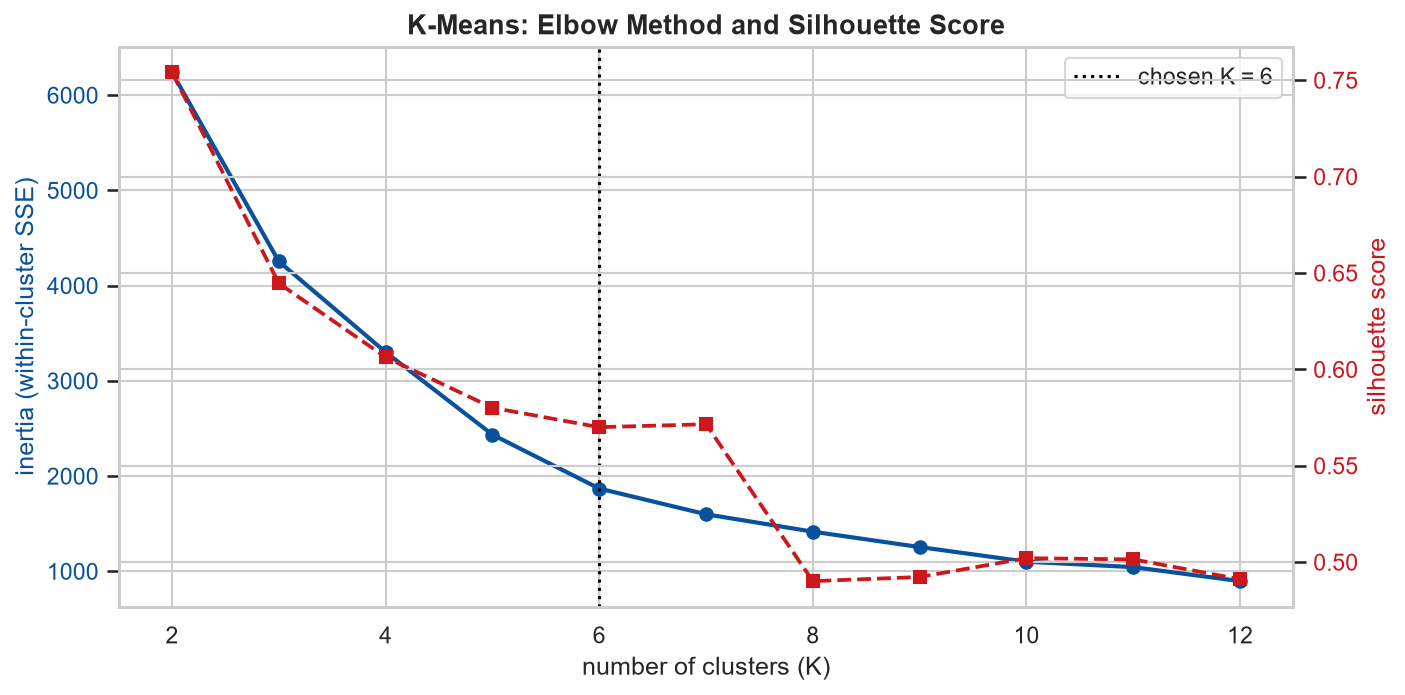 K-Means: Elbow Method and Silhouette Score
chosen K = 6
inertia (within-cluster SSE)
6000
5000
4000
3000
2000
1000
silhouette score
0.75
0.70
0.65
0.60
0.55
0.50
2 4 6 8 10 12
number of clusters (K)